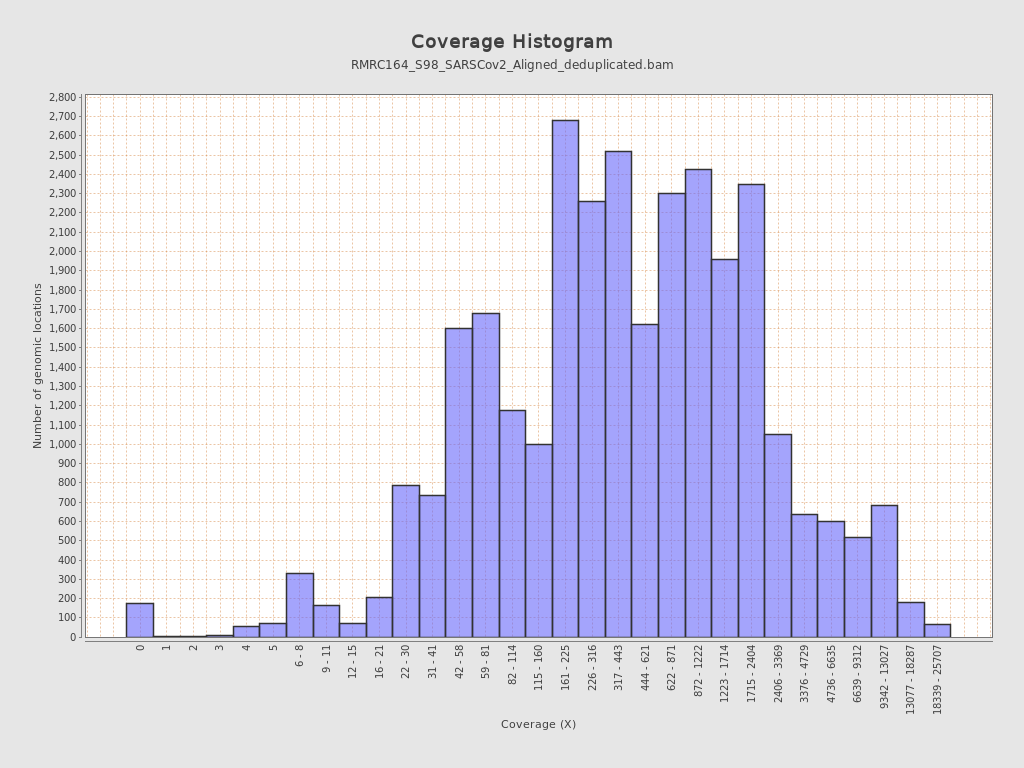 Coverage Histogram
RMRC164_S98_SARSCov2_Aligned_deduplicated.bam
Number of genomic locations
2,800
2,700
2,600
2,500
2,400
2,300
2,200
2,100
2,000
1,900
1,800
1,700
1,600
1,500
1,400
1,300
1,200
1,100
1,000
900
800
700
600
500
400
300
200
100
0
0
1
2
3
4
5
6 - 8
9 - 11
12 - 15
16 - 21
22 - 30
31 - 41
42 - 58
59 - 81
82 - 114
115 - 160
161 - 225
226 - 316
317 - 443
444 - 621
622 - 871
872 - 1222
1223 - 1714
1715 - 2404
2406 - 3369
3376 - 4729
4736 - 6635
6639 - 9312
9342 - 13027
13077 - 18287
18339 - 25707
Coverage (X)